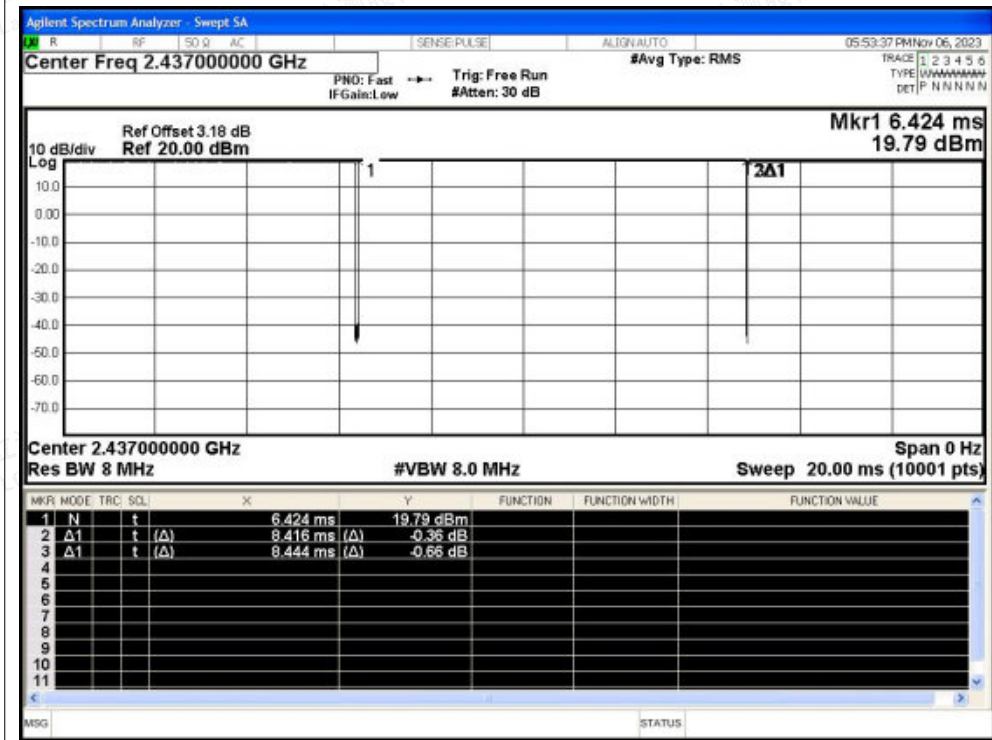 Agilent Spectrum Analyzer - Swept SA
LXI R RF 50 Ω AC SENSE:PULSE ALIGN AUTO 05:53:37 PM Nov 06, 2023
Center Freq 2.437000000 GHz #Avg Type: RMS TRACE 1 2 3 4 5 6
PNO: Fast Trig: Free Run TYPE WWWWWWW
IFGain:Low #Atten: 30 dB DET P N N N N N
Mkr1 6.424 ms
Ref Offset 3.18 dB
10 dB/div Ref 20.00 dBm 19.79 dBm
Log
1 2Δ1
10.0
0.00
-10.0
-20.0
-30.0
-40.0
-50.0
-60.0
-70.0
Center 2.437000000 GHz Span 0 Hz
Res BW 8 MHz #VBW 8.0 MHz Sweep 20.00 ms (10001 pts)
MKR MODE TRC SCL X Y FUNCTION FUNCTION WIDTH FUNCTION VALUE
1 N t 6.424 ms 19.79 dBm
2 Δ1 t (Δ) 8.416 ms (Δ) -0.36 dB
3 Δ1 t (Δ) 8.444 ms (Δ) -0.66 dB
4
5
6
7
8
9
10
11
MSG STATUS